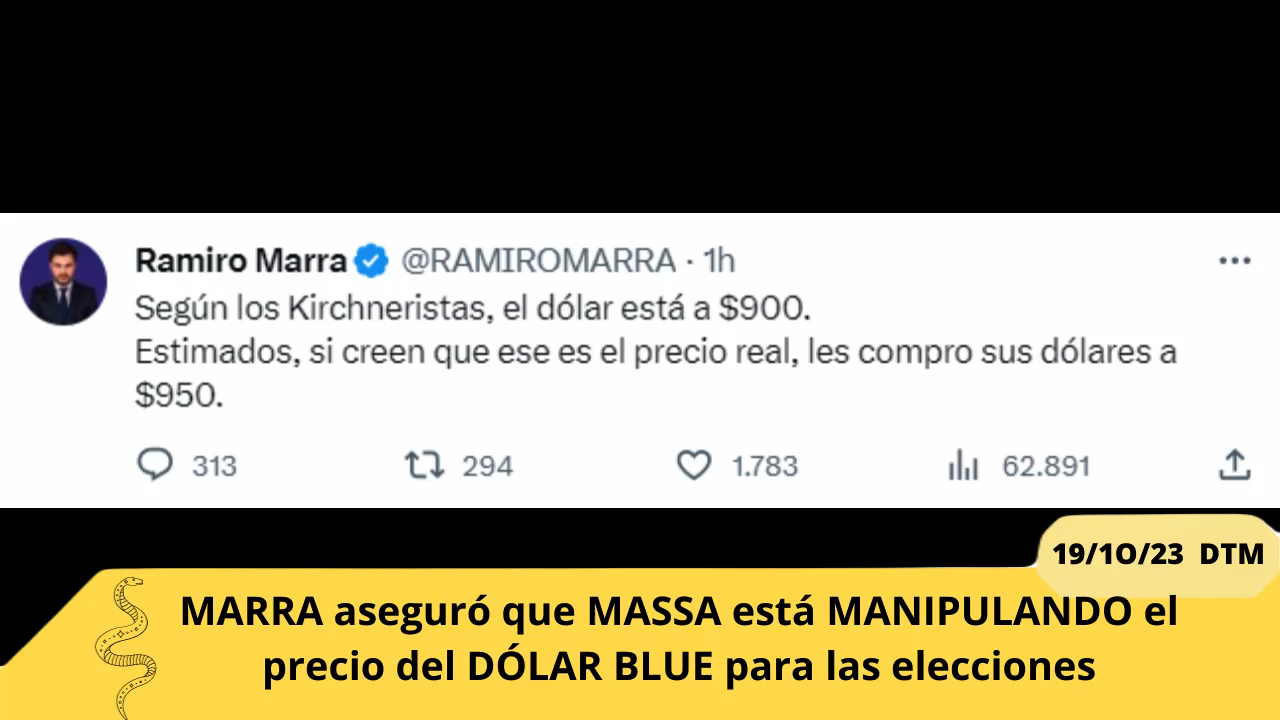 Ramiro Marra @RAMIROMARRA · 1h
Según los Kirchneristas, el dólar está a $900.
Estimados, si creen que ese es el precio real, les compro sus dólares a
$950.
313 294 1.783 62.891
19/1O/23 DTM
MARRA aseguró que MASSA está MANIPULANDO el
precio del DÓLAR BLUE para las elecciones